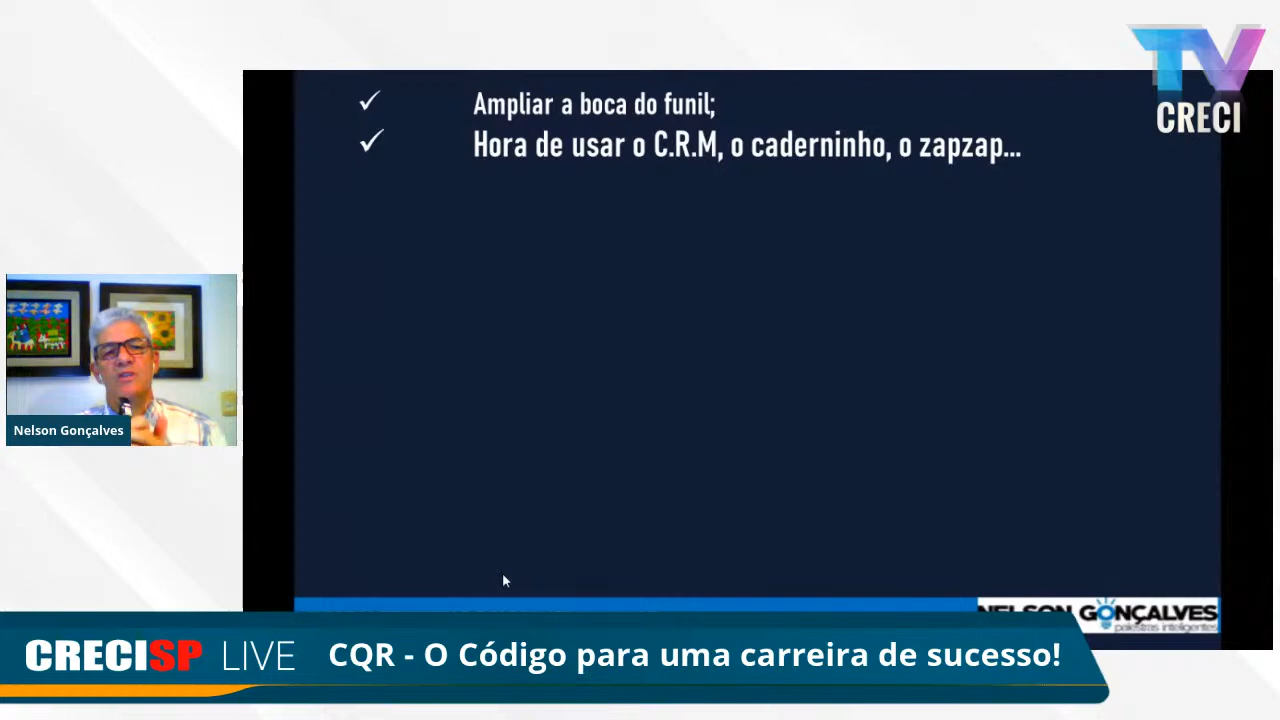 TV
CRECI
Ampliar a boca do funil;
Hora de usar o C.R.M, o caderninho, o zapzap...
Nelson Gonçalves
NELSON GONÇALVES
palestras inteligentes
CRECISP LIVE
CQR - O Código para uma carreira de sucesso!